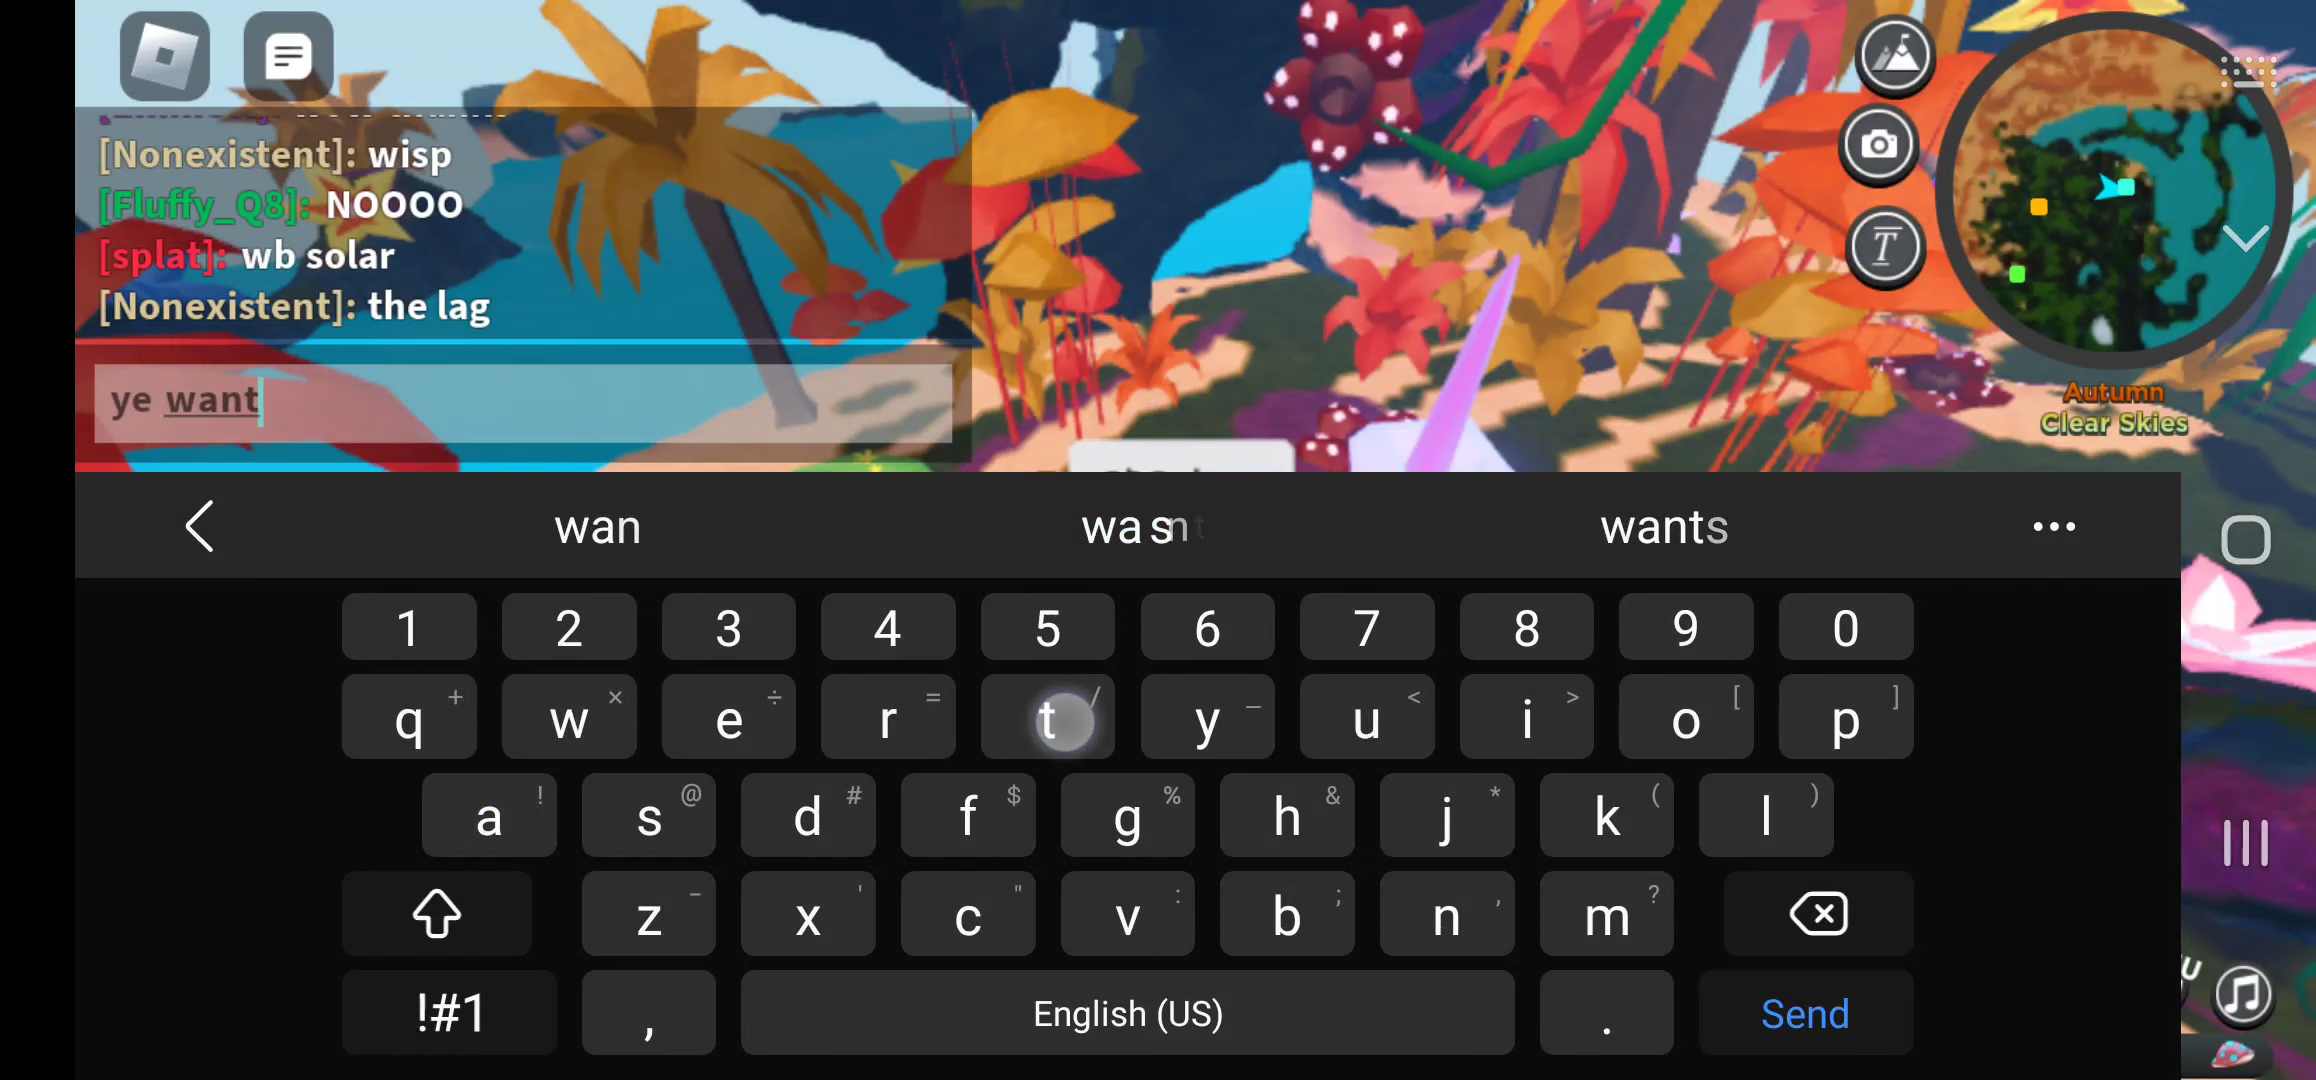 [Nonexistent]: wisp
[Fluffy_Q8]: NOOOO
[splat]: wb solar
[Nonexistent]: the lag
ye want
T
Autumn
Clear Skies
wan
wants
1 2 3 4 5 6 7 8 9 0
q + w × e ÷ r = t / y _ u < i > o [ p ]
a ! s @ d # f $ g % h & j * k ( l )
z - x ' c " v : b ; n , m ?
!#1 , English (US) . Send